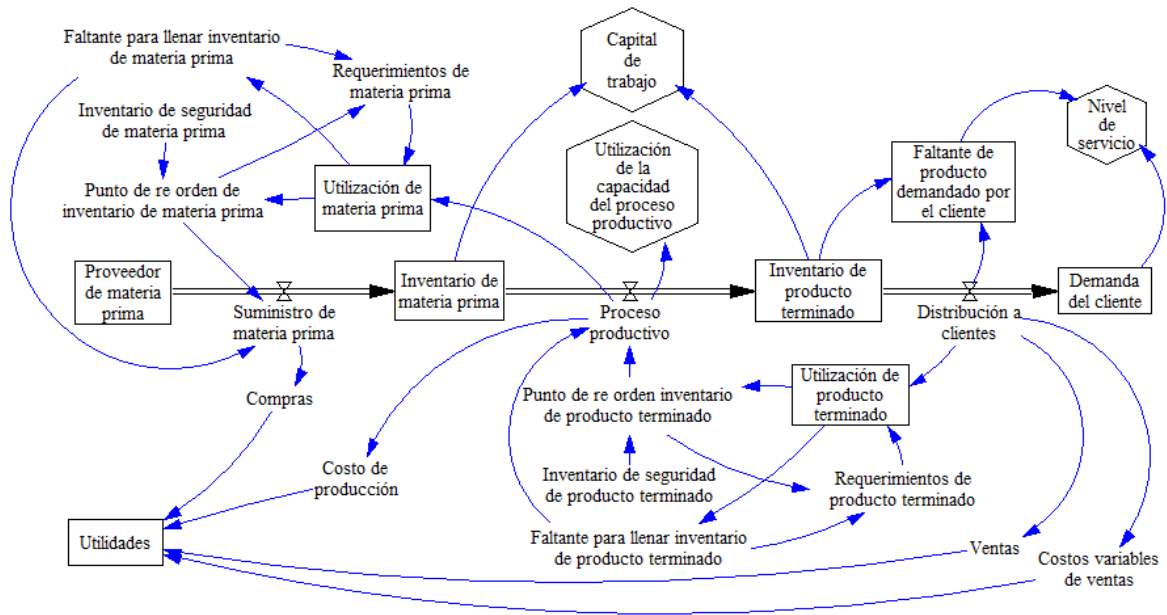 Faltante para llenar inventario
de materia prima
Capital
de
trabajo
Requerimientos de
materia prima
Inventario de seguridad
de materia prima
Nivel
de
servicio
Utilización
de la
capacidad
del proceso
productivo
Faltante de
producto
demandado por
el cliente
Punto de re orden de
inventario de materia prima
Utilización de
materia prima
Proveedor
de materia
prima
Inventario de
materia prima
Inventario de
producto
terminado
Demanda
del cliente
Suministro de
materia prima
Proceso
productivo
Distribución a
clientes
Compras
Punto de re orden inventario
de producto terminado
Utilización de
producto
terminado
Costo de
producción
Inventario de seguridad
de producto terminado
Requerimientos de
producto terminado
Utilidades
Faltante para llenar inventario
de producto terminado
Ventas
Costos variables
de ventas